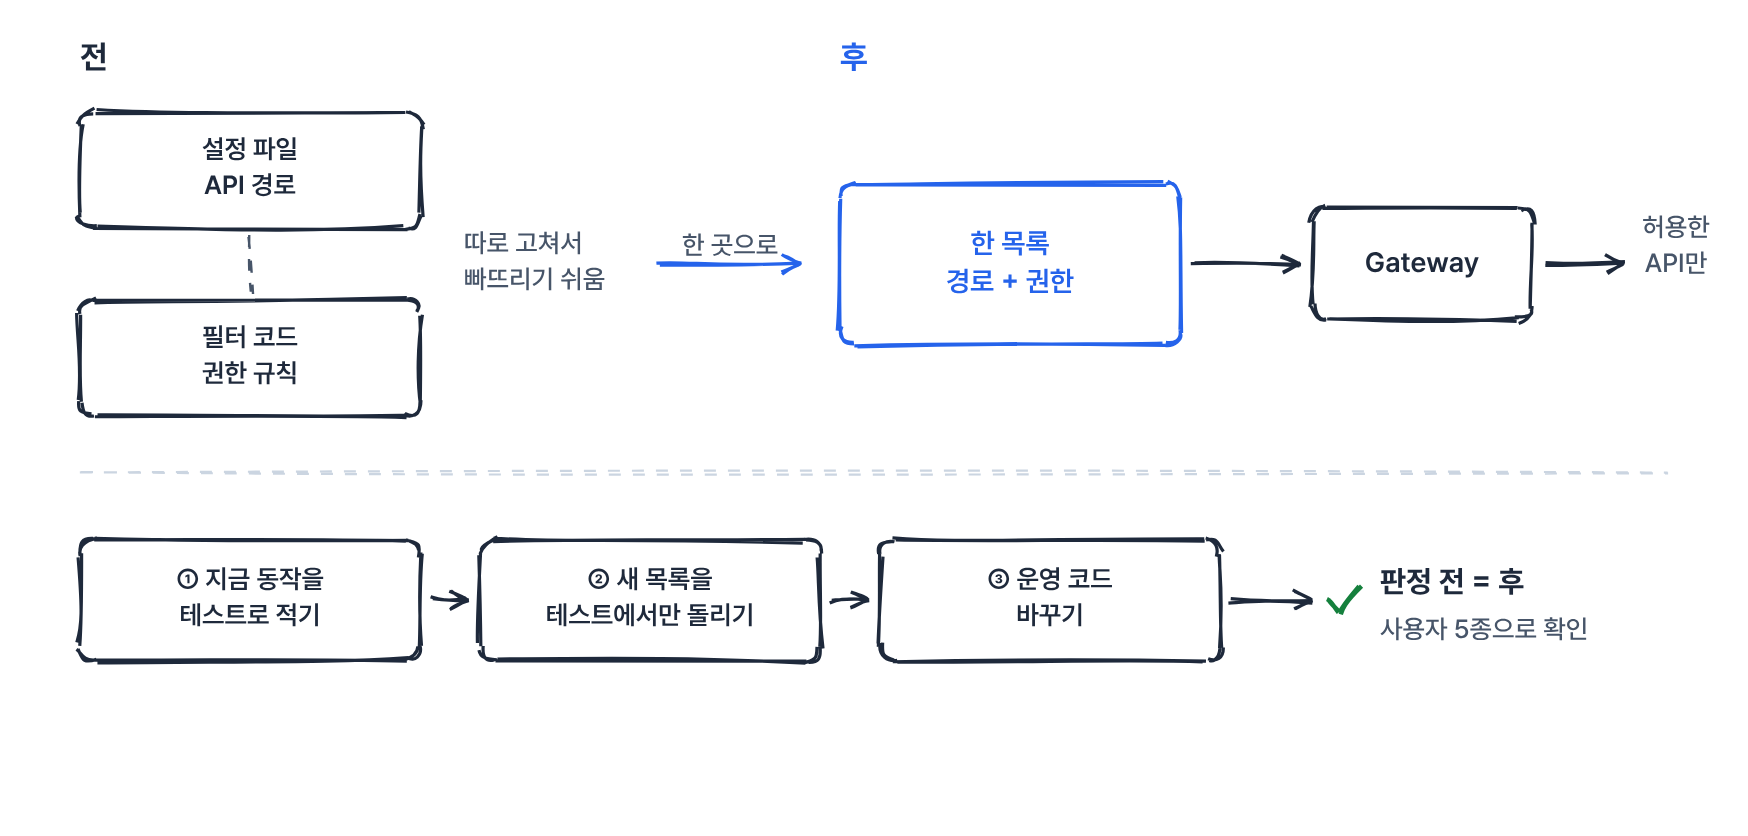 전
후
설정 파일
API 경로
필터 코드
권한 규칙
따로 고쳐서
빠뜨리기 쉬움
한 곳으로
한 목록
경로 + 권한
Gateway
허용한
API만
① 지금 동작을
테스트로 적기
② 새 목록을
테스트에서만 돌리기
③ 운영 코드
바꾸기
판정 전 = 후
사용자 5종으로 확인